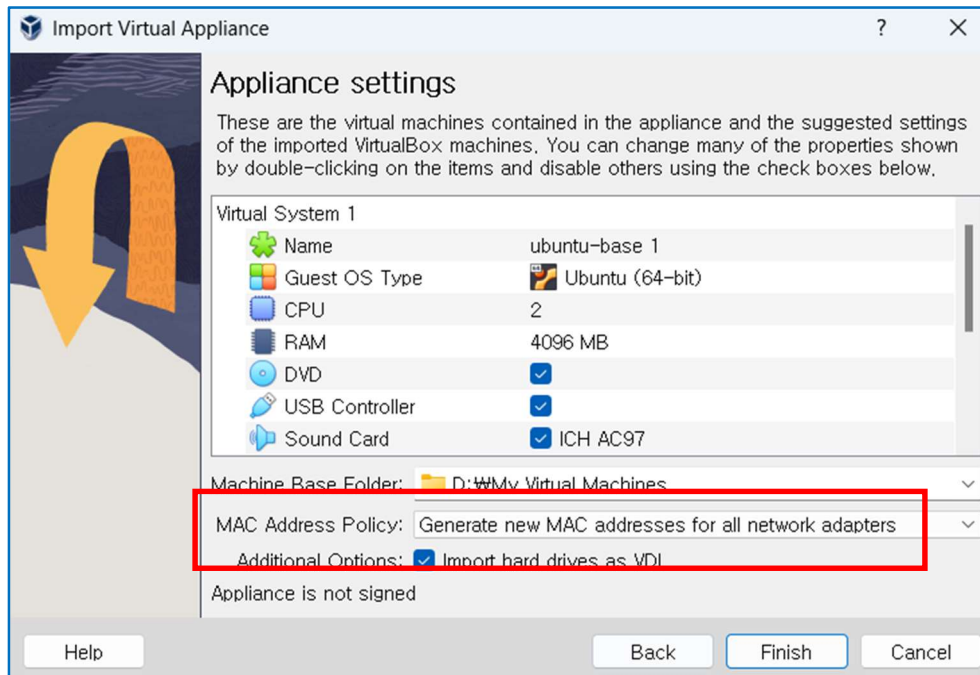 Import Virtual Appliance
?
Appliance settings
These are the virtual machines contained in the appliance and the suggested settings
of the imported VirtualBox machines. You can change many of the properties shown
by double-clicking on the items and disable others using the check boxes below.
Virtual System 1
Name ubuntu-base 1
Guest OS Type Ubuntu (64-bit)
CPU 2
RAM 4096 MB
DVD
USB Controller
Sound Card ICH AC97
Machine Base Folder: D:₩My Virtual Machines
MAC Address Policy: Generate new MAC addresses for all network adapters
Additional Options: Import hard drives as VDI
Appliance is not signed
Help Back Finish Cancel